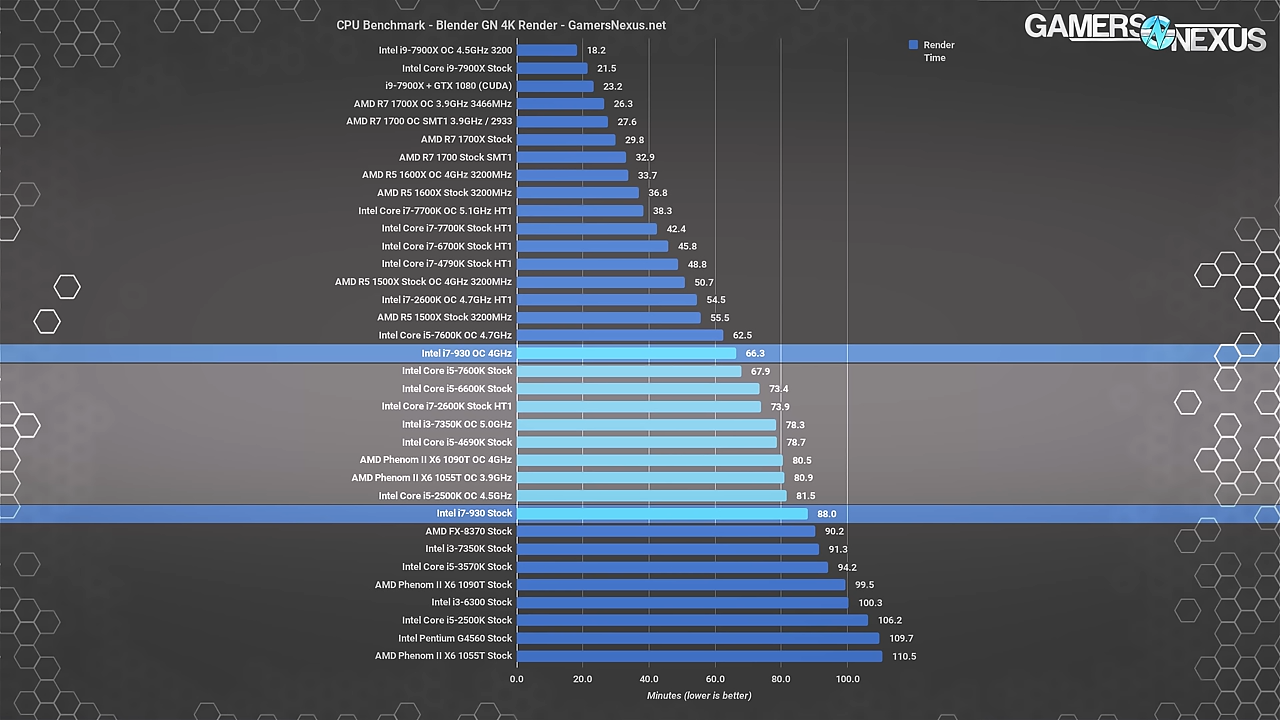 CPU Benchmark - Blender GN 4K Render - GamersNexus.net
GAMERS NEXUS
Render
Time
Intel i9-7900X OC 4.5GHz 3200 18.2
Intel Core i9-7900X Stock 21.5
i9-7900X + GTX 1080 (CUDA) 23.2
AMD R7 1700X OC 3.9GHz 3466MHz 26.3
AMD R7 1700 OC SMT1 3.9GHz / 2933 27.6
AMD R7 1700X Stock 29.8
AMD R7 1700 Stock SMT1 32.9
AMD R5 1600X OC 4GHz 3200MHz 33.7
AMD R5 1600X Stock 3200MHz 36.8
Intel Core i7-7700K OC 5.1GHz HT1 38.3
Intel Core i7-7700K Stock HT1 42.4
Intel Core i7-6700K Stock HT1 45.8
Intel Core i7-4790K Stock HT1 48.8
AMD R5 1500X Stock OC 4GHz 3200MHz 50.7
Intel i7-2600K OC 4.7GHz HT1 54.5
AMD R5 1500X Stock 3200MHz 55.5
Intel Core i5-7600K OC 4.7GHz 62.5
Intel i7-930 OC 4GHz 66.3
Intel Core i5-7600K Stock 67.9
Intel Core i5-6600K Stock 73.4
Intel Core i7-2600K Stock HT1 73.9
Intel i3-7350K OC 5.0GHz 78.3
Intel Core i5-4690K Stock 78.7
AMD Phenom II X6 1090T OC 4GHz 80.5
AMD Phenom II X6 1055T OC 3.9GHz 80.9
Intel Core i5-2500K OC 4.5GHz 81.5
Intel i7-930 Stock 88.0
AMD FX-8370 Stock 90.2
Intel i3-7350K Stock 91.3
Intel Core i5-3570K Stock 94.2
AMD Phenom II X6 1090T Stock 99.5
Intel i3-6300 Stock 100.3
Intel Core i5-2500K Stock 106.2
Intel Pentium G4560 Stock 109.7
AMD Phenom II X6 1055T Stock 110.5
0.0 20.0 40.0 60.0 80.0 100.0
Minutes (lower is better)